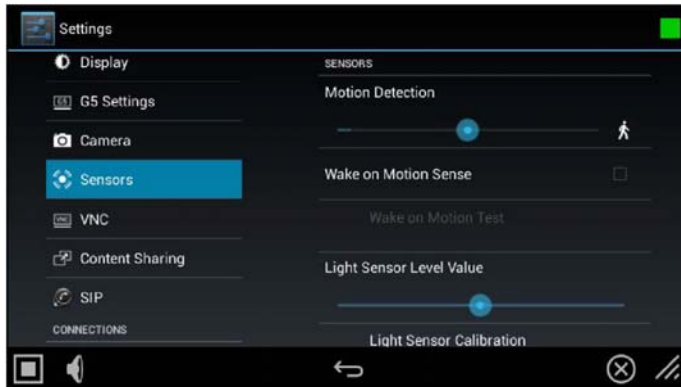 Settings
Display
G5 Settings
Camera
Sensors
VNC
Content Sharing
SIP
CONNECTIONS
SENSORS
Motion Detection
Wake on Motion Sense
Wake on Motion Test
Light Sensor Level Value
Light Sensor Calibration